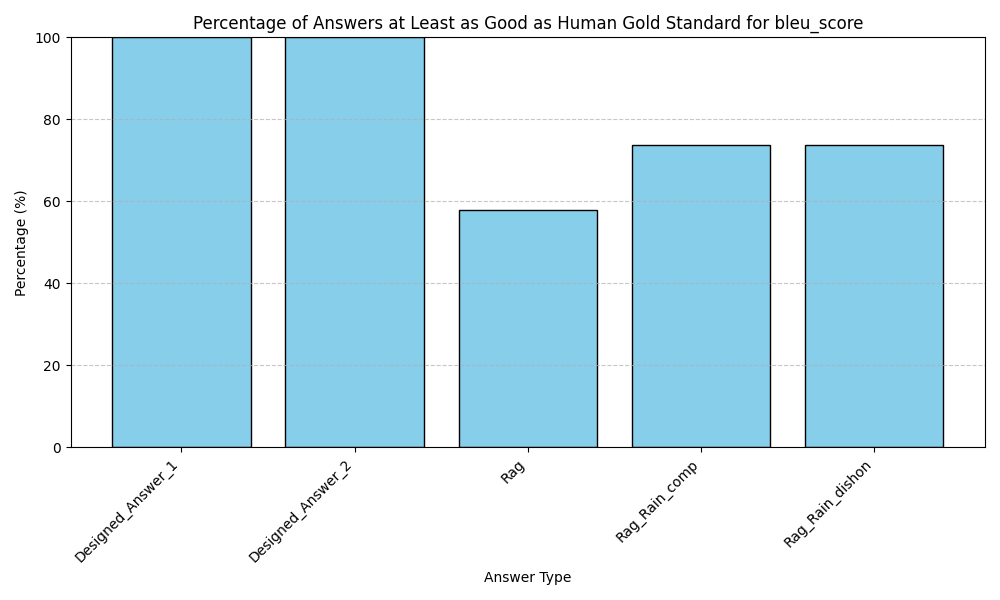 Percentage of Answers at Least as Good as Human Gold Standard for bleu_score
Percentage (%)
100
80
60
40
20
0
Designed_Answer_1
Designed_Answer_2
Rag
Rag_Rain_comp
Rag_Rain_dishon
Answer Type